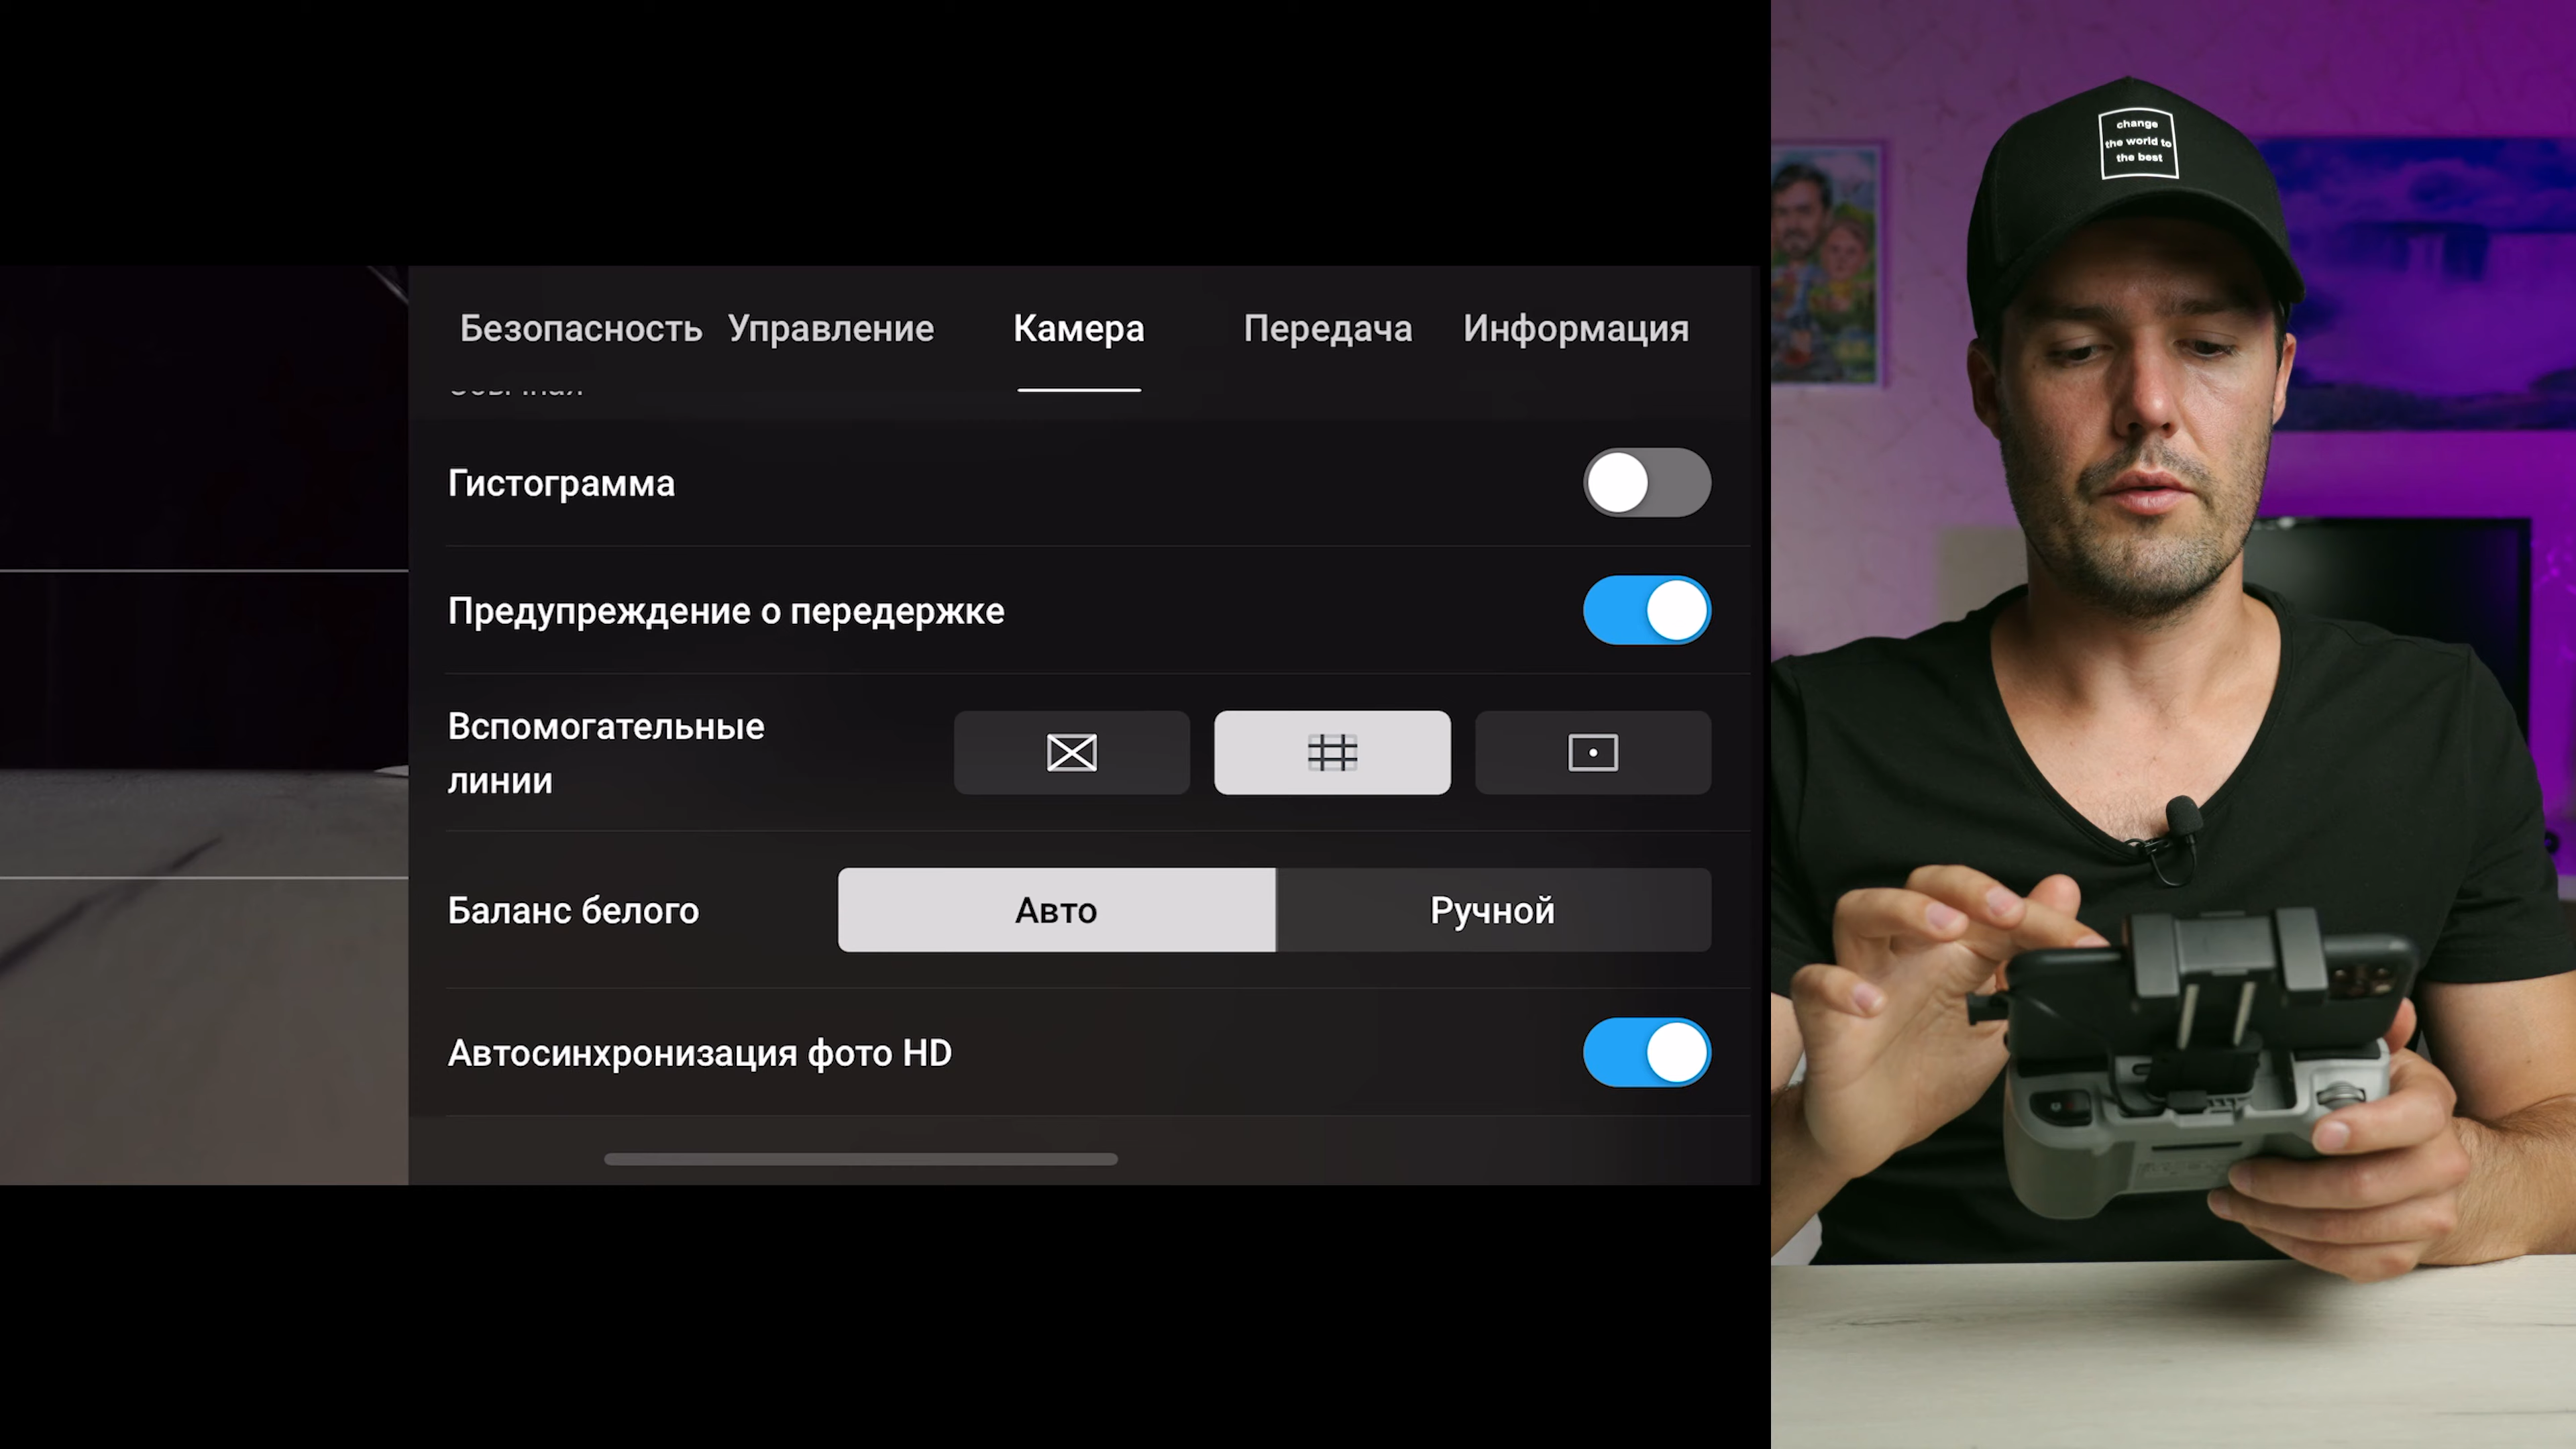 Безопасность Управление Камера Передача Информация
Гистограмма
Предупреждение о передержке
Вспомогательные
линии
Баланс белого Авто Ручной
Автосинхронизация фото HD
change
the world to
the best